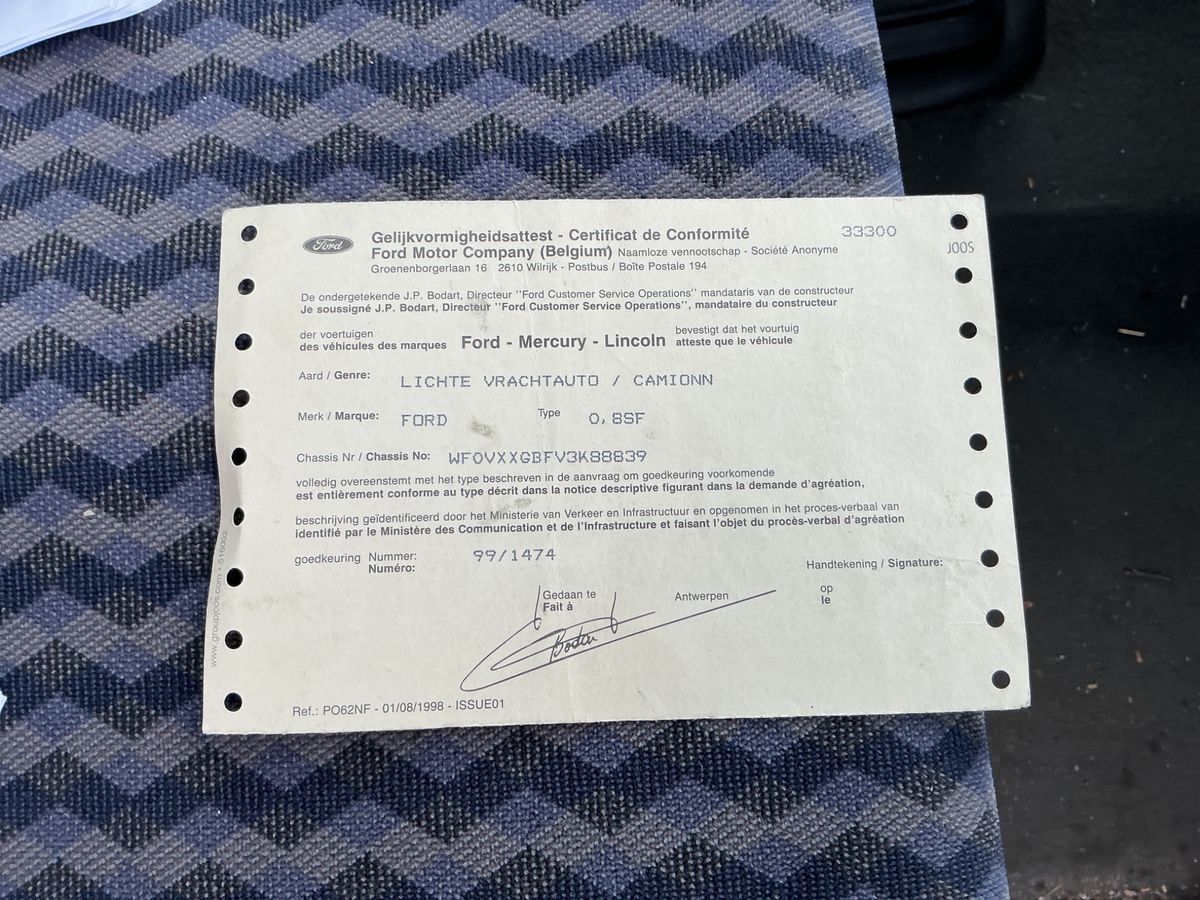 Ford
Gelijkvormigheidsattest - Certificat de Conformité
33300
Ford Motor Company (Belgium) Naamloze vennootschap - Société Anonyme
JOOS
Groenenborgerlaan 16 2610 Wilrijk - Postbus / Boîte Postale 194
De ondergetekende J.P. Bodart, Directeur "Ford Customer Service Operations" mandataris van de constructeur
Je soussigné J.P. Bodart, Directeur "Ford Customer Service Operations", mandataire du constructeur
der voertuigen
des véhicules des marques
Ford - Mercury - Lincoln
bevestigt dat het vourtuig
atteste que le véhicule
Aard / Genre: LICHTE VRACHTAUTO / CAMIONN
Merk / Marque: FORD Type 0,8SF
Chassis Nr / Chassis No: WF0VXXGBFV3K88839
volledig overeenstemt met het type beschreven in de aanvraag om goedkeuring voorkomende
est entièrement conforme au type décrit dans la notice descriptive figurant dans la demande d'agréation,
beschrijving geïdentificeerd door het Ministerie van Verkeer en Infrastructuur en opgenomen in het proces-verbaal van
identifié par le Ministère des Communication et de l'Infrastructure et faisant l'objet du procès-verbal d'agréation
goedkeuring Nummer: 99/1474
Numéro:
Handtekening / Signature:
Gedaan te Antwerpen op
Fait à le
Bodart
Ref.: PO62NF - 01/08/1998 - ISSUE01
www.groupjoos.com